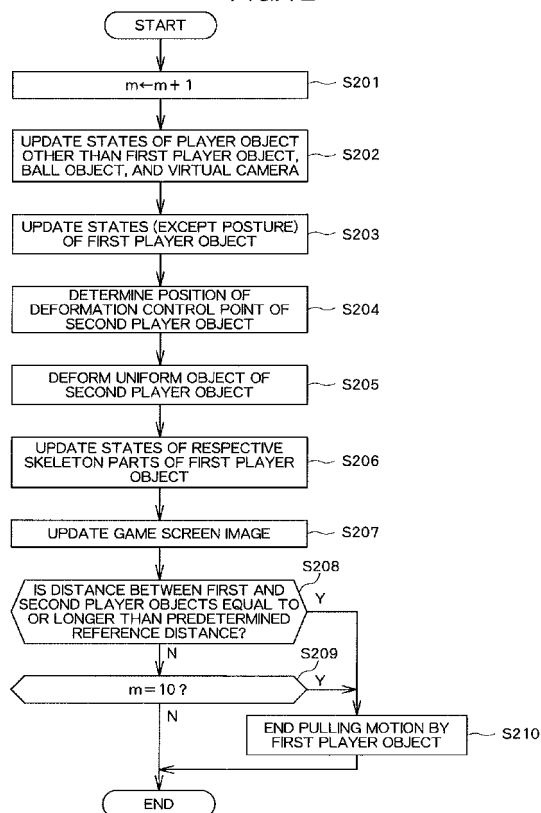 START
m←m+1
S201
UPDATE STATES OF PLAYER OBJECT
OTHER THAN FIRST PLAYER OBJECT,
BALL OBJECT, AND VIRTUAL CAMERA
S202
UPDATE STATES (EXCEPT POSTURE)
OF FIRST PLAYER OBJECT
S203
DETERMINE POSITION OF
DEFORMATION CONTROL POINT OF
SECOND PLAYER OBJECT
S204
DEFORM UNIFORM OBJECT OF
SECOND PLAYER OBJECT
S205
UPDATE STATES OF RESPECTIVE
SKELETON PARTS OF FIRST PLAYER
OBJECT
S206
UPDATE GAME SCREEN IMAGE
S207
S208
IS DISTANCE BETWEEN FIRST AND
SECOND PLAYER OBJECTS EQUAL TO
OR LONGER THAN PREDETERMINED
REFERENCE DISTANCE?
Y
N
S209
m=10?
Y
N
END PULLING MOTION BY
FIRST PLAYER OBJECT
S210
END